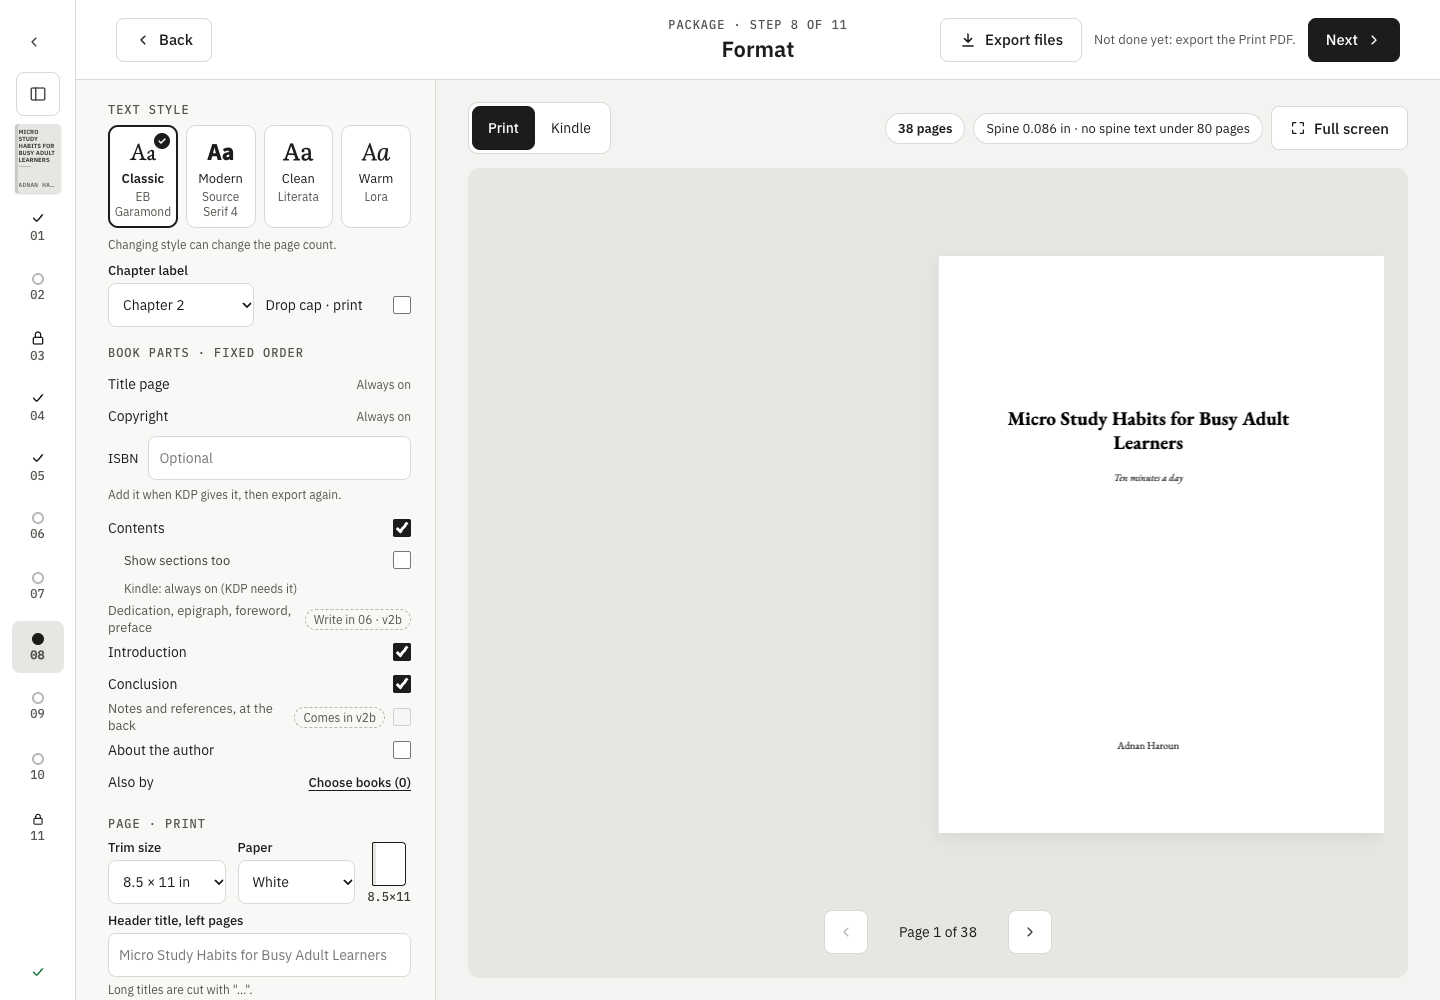 PACKAGE · STEP 8 OF 11
Back
Format
Export files
Not done yet: export the Print PDF.
Next
MICRO
STUDY
HABITS FOR
BUSY ADULT
LEARNERS
ADNAN HA…
01
02
03
04
05
06
07
08
09
10
11
TEXT STYLE
Aa
Classic
EB
Garamond
Aa
Modern
Source
Serif 4
Aa
Clean
Literata
Aa
Warm
Lora
Changing style can change the page count.
Chapter label
Chapter 2
Drop cap · print
BOOK PARTS · FIXED ORDER
Title page
Always on
Copyright
Always on
ISBN
Optional
Add it when KDP gives it, then export again.
Contents
Show sections too
Kindle: always on (KDP needs it)
Dedication, epigraph, foreword,
preface
Write in 06 · v2b
Introduction
Conclusion
Notes and references, at the
back
Comes in v2b
About the author
Also by
Choose books (0)
PAGE · PRINT
Trim size
Paper
8.5 × 11 in
White
8.5×11
Header title, left pages
Micro Study Habits for Busy Adult Learners
Long titles are cut with "…".
Print
Kindle
38 pages
Spine 0.086 in · no spine text under 80 pages
Full screen
Micro Study Habits for Busy Adult
Learners
Ten minutes a day
Adnan Haroun
Page 1 of 38